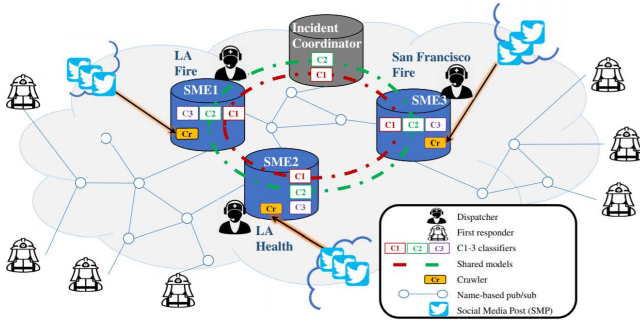 Incident
Coordinator
C2
C1
LA
Fire
SME1
C3 C2 C1
Cr
San Francisco
Fire
SME3
C1 C2 C3
Cr
SME2
C1
C2
Cr C3
LA
Health
Dispatcher
First responder
C1 C2 C3 C1-3 classifiers
Shared models
Cr Crawler
Name-based pub/sub
Social Media Post (SMP)